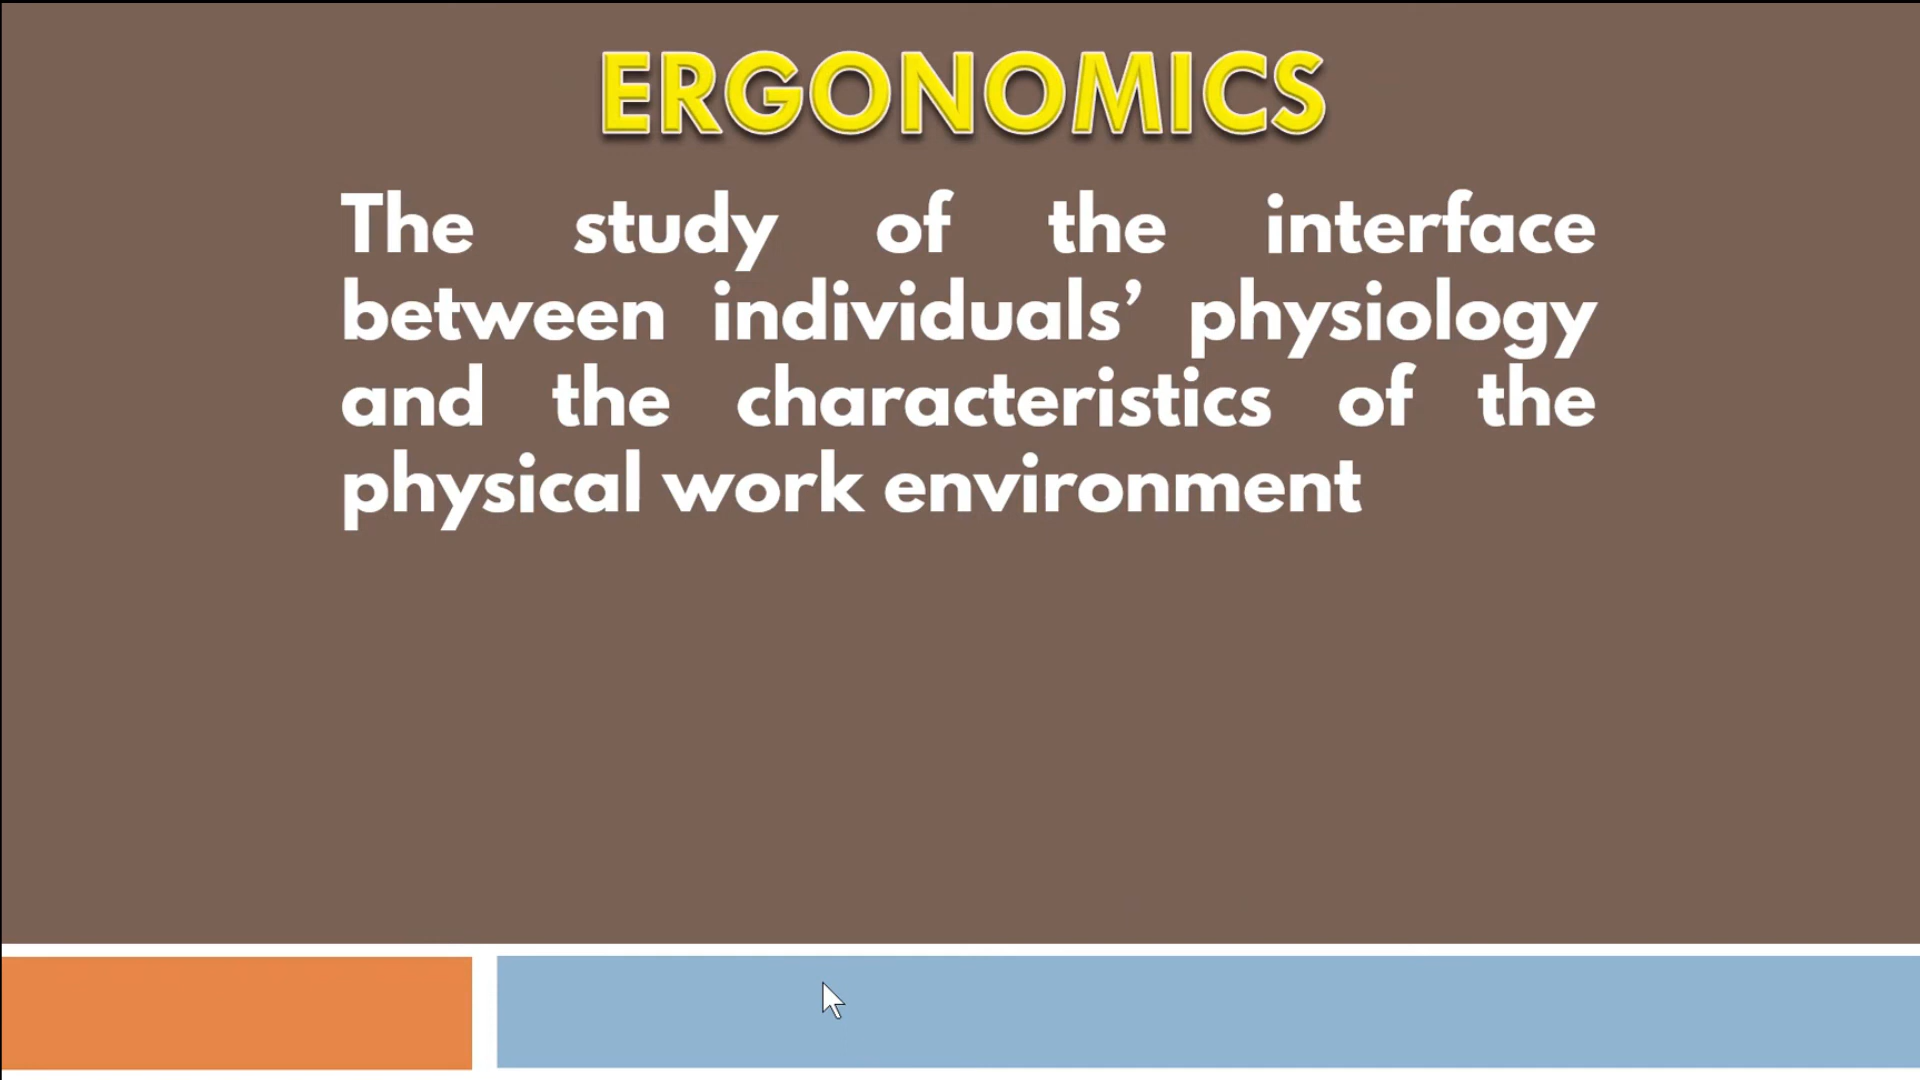 ERGONOMICS
The study of the interface
between individuals’ physiology
and the characteristics of the
physical work environment